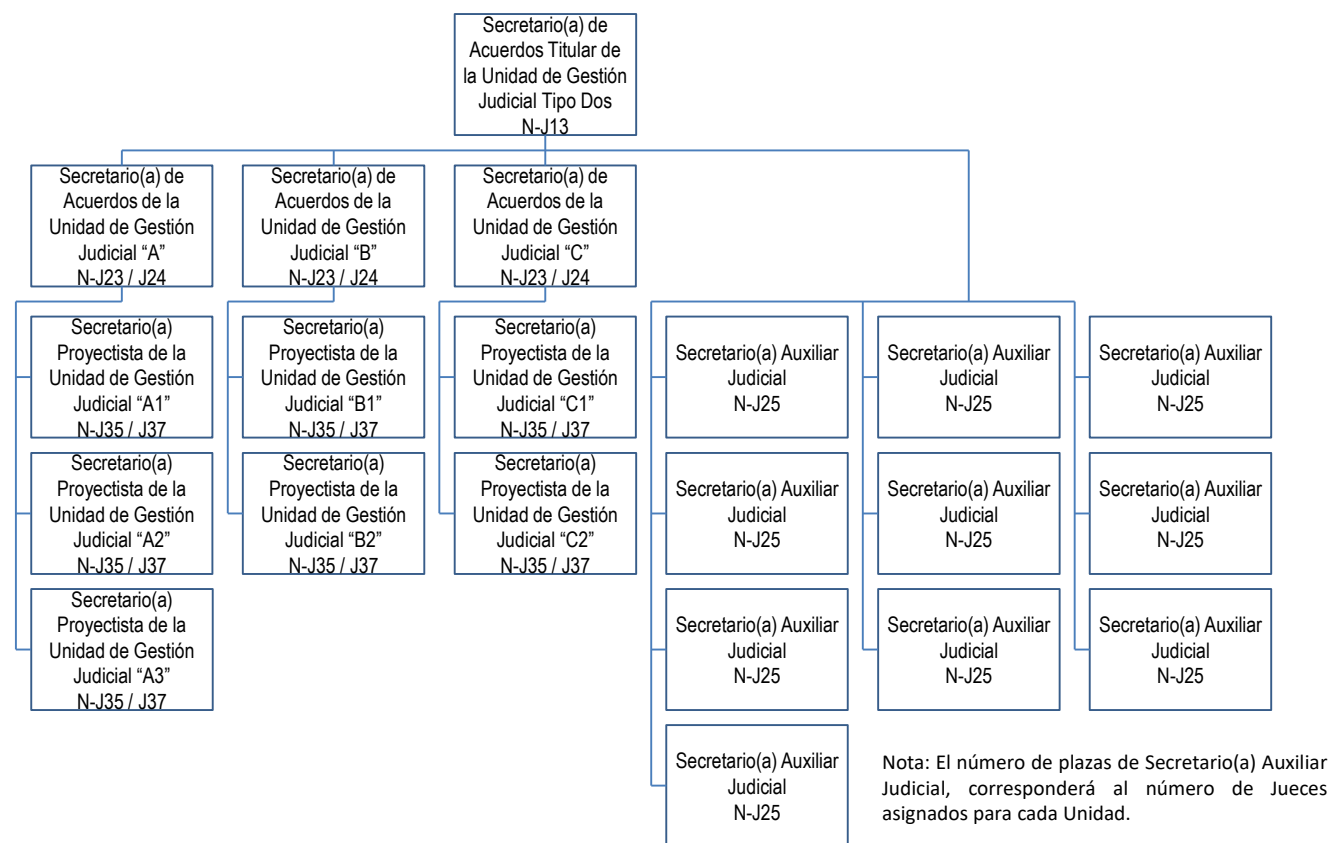 Secretario(a) de
Acuerdos Titular de
la Unidad de Gestión
Judicial Tipo Dos
N-J13
Secretario(a) de
Acuerdos de la
Unidad de Gestión
Judicial “A”
N-J23 / J24
Secretario(a) de
Acuerdos de la
Unidad de Gestión
Judicial “B”
N-J23 / J24
Secretario(a) de
Acuerdos de la
Unidad de Gestión
Judicial “C”
N-J23 / J24
Secretario(a)
Proyectista de la
Unidad de Gestión
Judicial “A1”
N-J35 / J37
Secretario(a)
Proyectista de la
Unidad de Gestión
Judicial “B1”
N-J35 / J37
Secretario(a)
Proyectista de la
Unidad de Gestión
Judicial “C1”
N-J35 / J37
Secretario(a) Auxiliar
Judicial
N-J25
Secretario(a) Auxiliar
Judicial
N-J25
Secretario(a) Auxiliar
Judicial
N-J25
Secretario(a)
Proyectista de la
Unidad de Gestión
Judicial “A2”
N-J35 / J37
Secretario(a)
Proyectista de la
Unidad de Gestión
Judicial “B2”
N-J35 / J37
Secretario(a)
Proyectista de la
Unidad de Gestión
Judicial “C2”
N-J35 / J37
Secretario(a) Auxiliar
Judicial
N-J25
Secretario(a) Auxiliar
Judicial
N-J25
Secretario(a) Auxiliar
Judicial
N-J25
Secretario(a)
Proyectista de la
Unidad de Gestión
Judicial “A3”
N-J35 / J37
Secretario(a) Auxiliar
Judicial
N-J25
Secretario(a) Auxiliar
Judicial
N-J25
Secretario(a) Auxiliar
Judicial
N-J25
Secretario(a) Auxiliar
Judicial
N-J25
Nota: El número de plazas de Secretario(a) Auxiliar
Judicial, corresponderá al número de Jueces
asignados para cada Unidad.